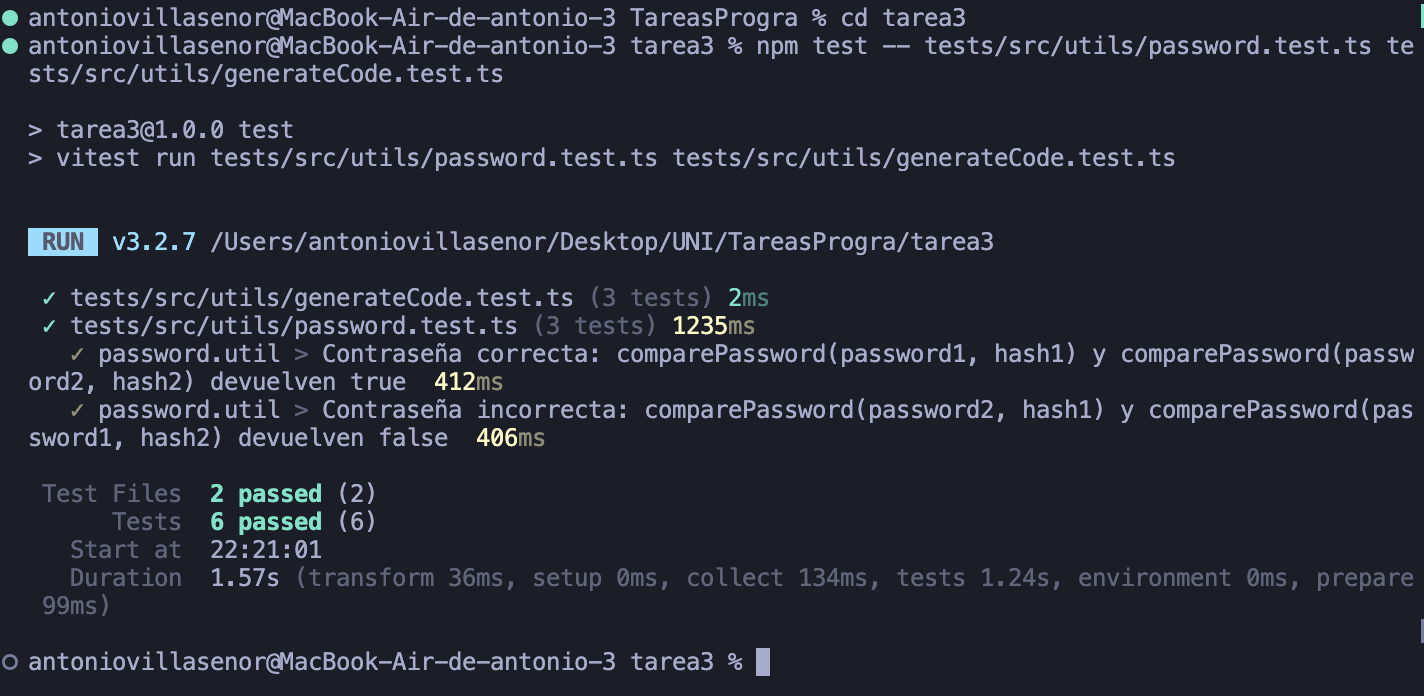 antoniovillasenor@MacBook-Air-de-antonio-3 TareasProgra % cd tarea3
antoniovillasenor@MacBook-Air-de-antonio-3 tarea3 % npm test -- tests/src/utils/password.test.ts te
sts/src/utils/generateCode.test.ts
> tarea3@1.0.0 test
> vitest run tests/src/utils/password.test.ts tests/src/utils/generateCode.test.ts
RUN v3.2.7 /Users/antoniovillasenor/Desktop/UNI/TareasProgra/tarea3
✓ tests/src/utils/generateCode.test.ts (3 tests) 2ms
✓ tests/src/utils/password.test.ts (3 tests) 1235ms
✓ password.util > Contraseña correcta: comparePassword(password1, hash1) y comparePassword(passw
ord2, hash2) devuelven true 412ms
✓ password.util > Contraseña incorrecta: comparePassword(password2, hash1) y comparePassword(pas
sword1, hash2) devuelven false 406ms
Test Files 2 passed (2)
Tests 6 passed (6)
Start at 22:21:01
Duration 1.57s (transform 36ms, setup 0ms, collect 134ms, tests 1.24s, environment 0ms, prepare
99ms)
antoniovillasenor@MacBook-Air-de-antonio-3 tarea3 %